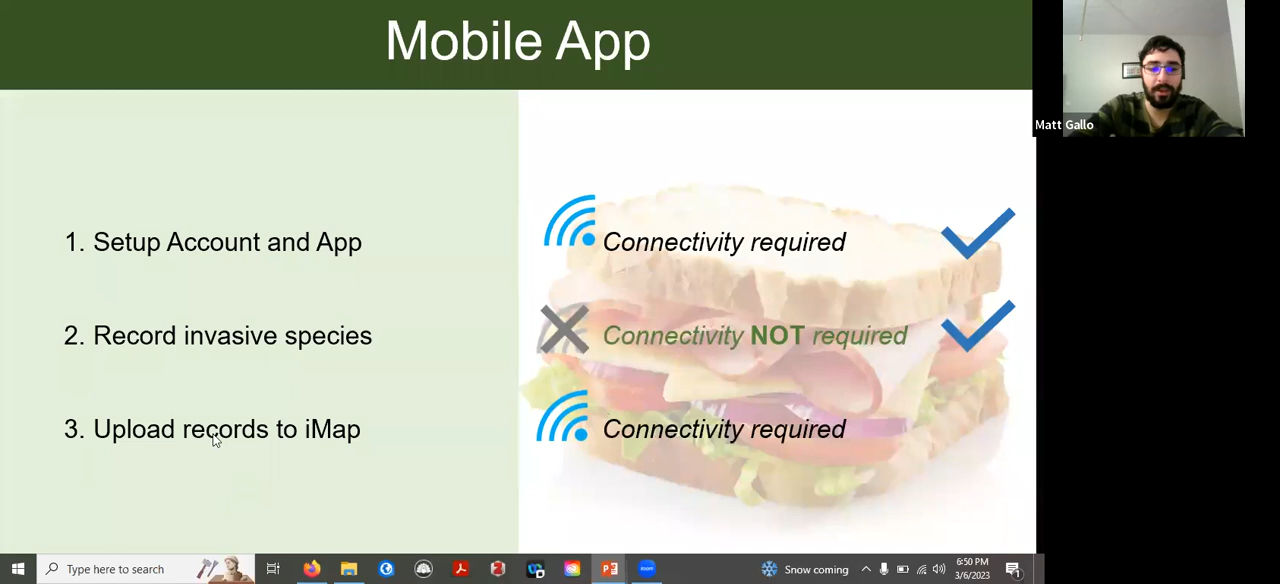 Mobile App
Matt Gallo
1. Setup Account and App
Connectivity required
2. Record invasive species
Connectivity NOT required
3. Upload records to iMap
Connectivity required
Type here to search
Snow coming
6:50 PM
3/6/2023